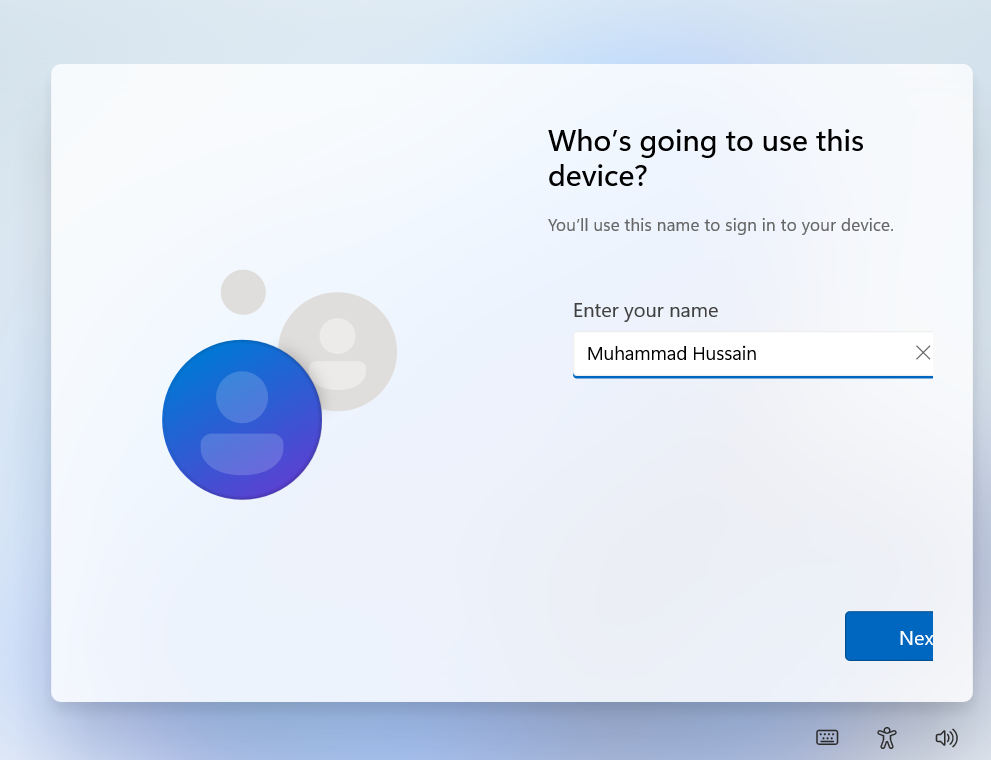 Who's going to use this
device?
You'll use this name to sign in to your device.
Enter your name
Muhammad Hussain
Nex